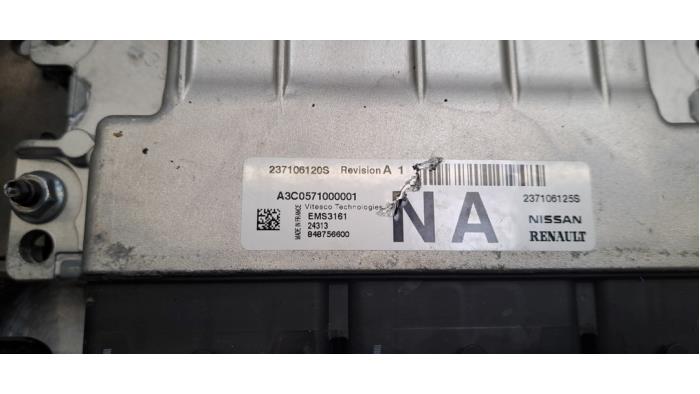 237106120S Revision A 1
A3C0571000001
Vitesco Technologies
EMS3161
24313
848756600
MADE IN FRANCE
NA
237106125S
NISSAN
RENAULT